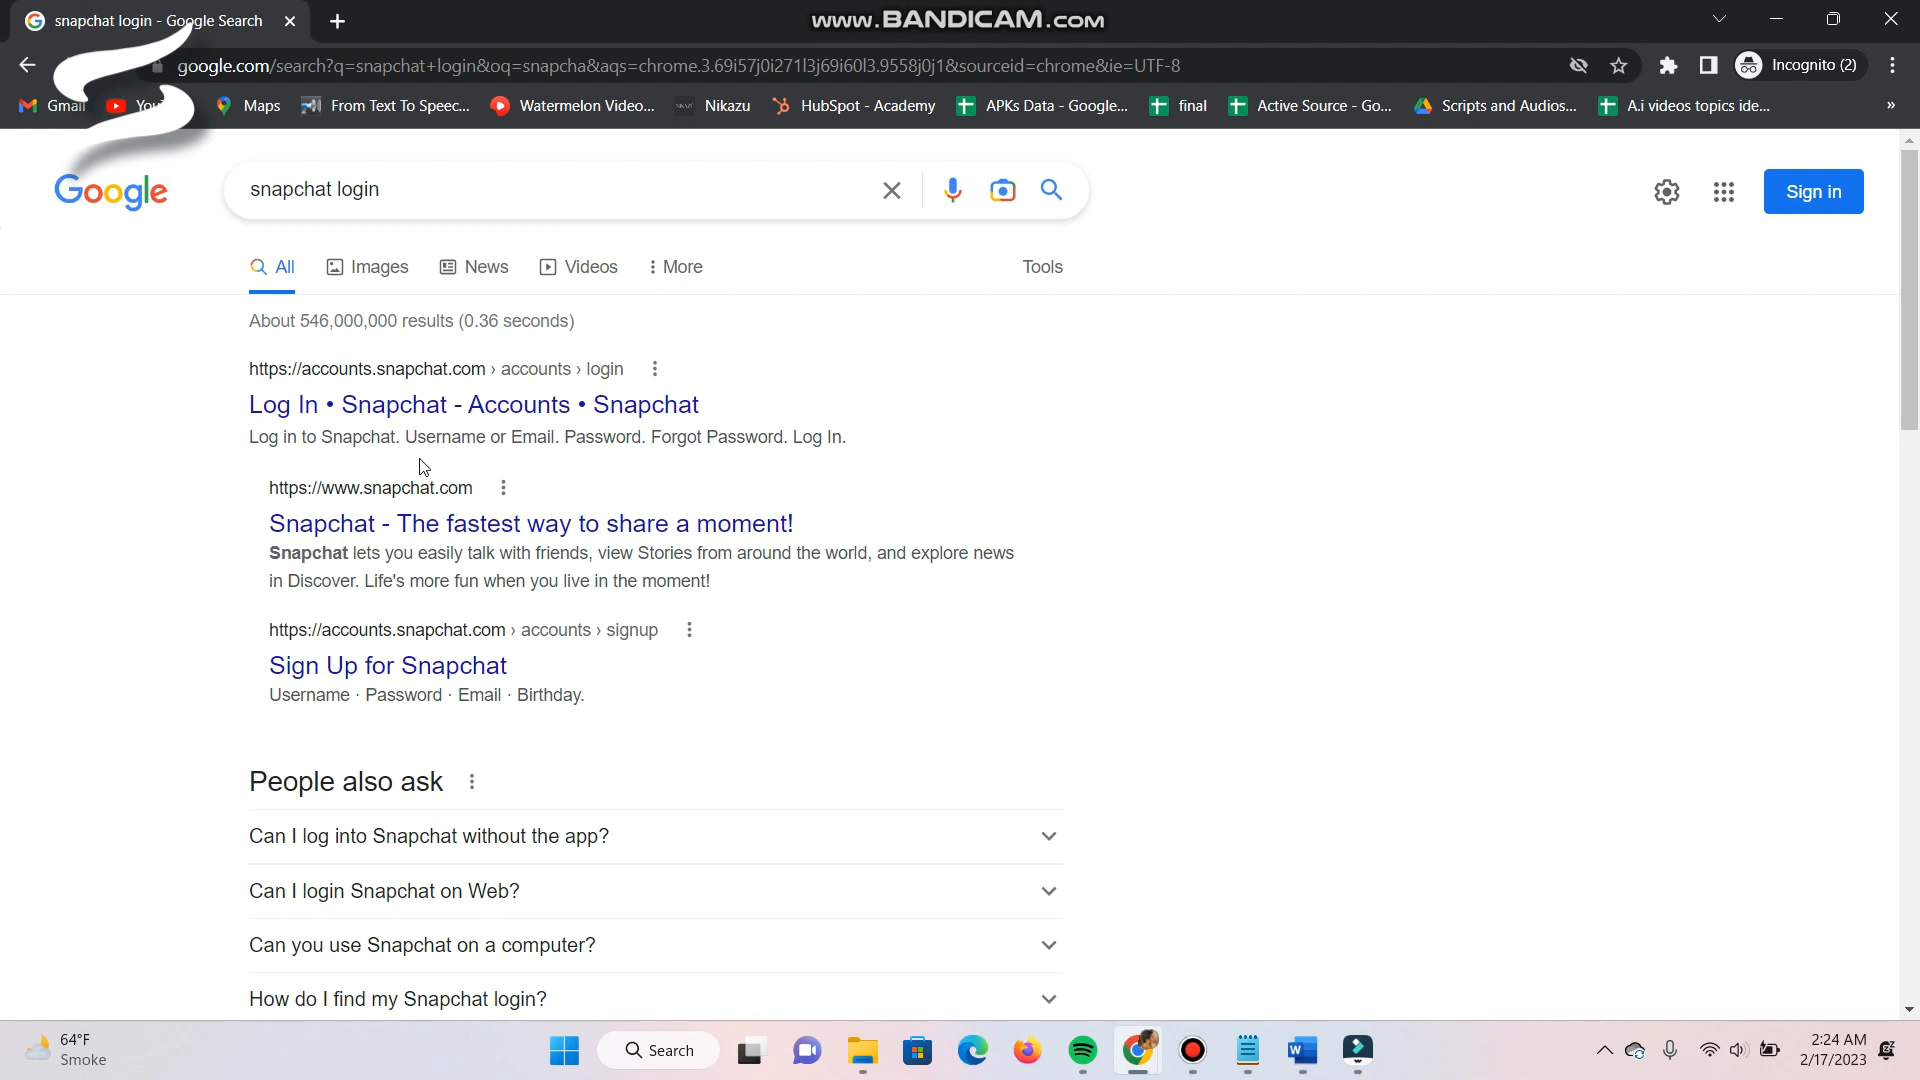 snapchat login - Google Search
www.BANDICAM.com
google.com/search?q=snapchat+login&oq=snapcha&aqs=chrome.3.69i57j0i271l3j69i60l3.9558j0j1&sourceid=chrome&ie=UTF-8
Incognito (2)
Gmail
Maps
From Text To Speec...
Watermelon Video...
Nikazu
HubSpot - Academy
APKs Data - Google...
final
Active Source - Go...
Scripts and Audios...
A.i videos topics ide...
»
Google
snapchat login
Sign in
All
Images
News
Videos
More
Tools
About 546,000,000 results (0.36 seconds)
https://accounts.snapchat.com › accounts › login
Log In • Snapchat - Accounts • Snapchat
Log in to Snapchat. Username or Email. Password. Forgot Password. Log In.
https://www.snapchat.com
Snapchat - The fastest way to share a moment!
Snapchat lets you easily talk with friends, view Stories from around the world, and explore news
in Discover. Life's more fun when you live in the moment!
https://accounts.snapchat.com › accounts › signup
Sign Up for Snapchat
Username · Password · Email · Birthday.
People also ask
Can I log into Snapchat without the app?
Can I login Snapchat on Web?
Can you use Snapchat on a computer?
How do I find my Snapchat login?
64°F
Smoke
Search
2:24 AM
2/17/2023